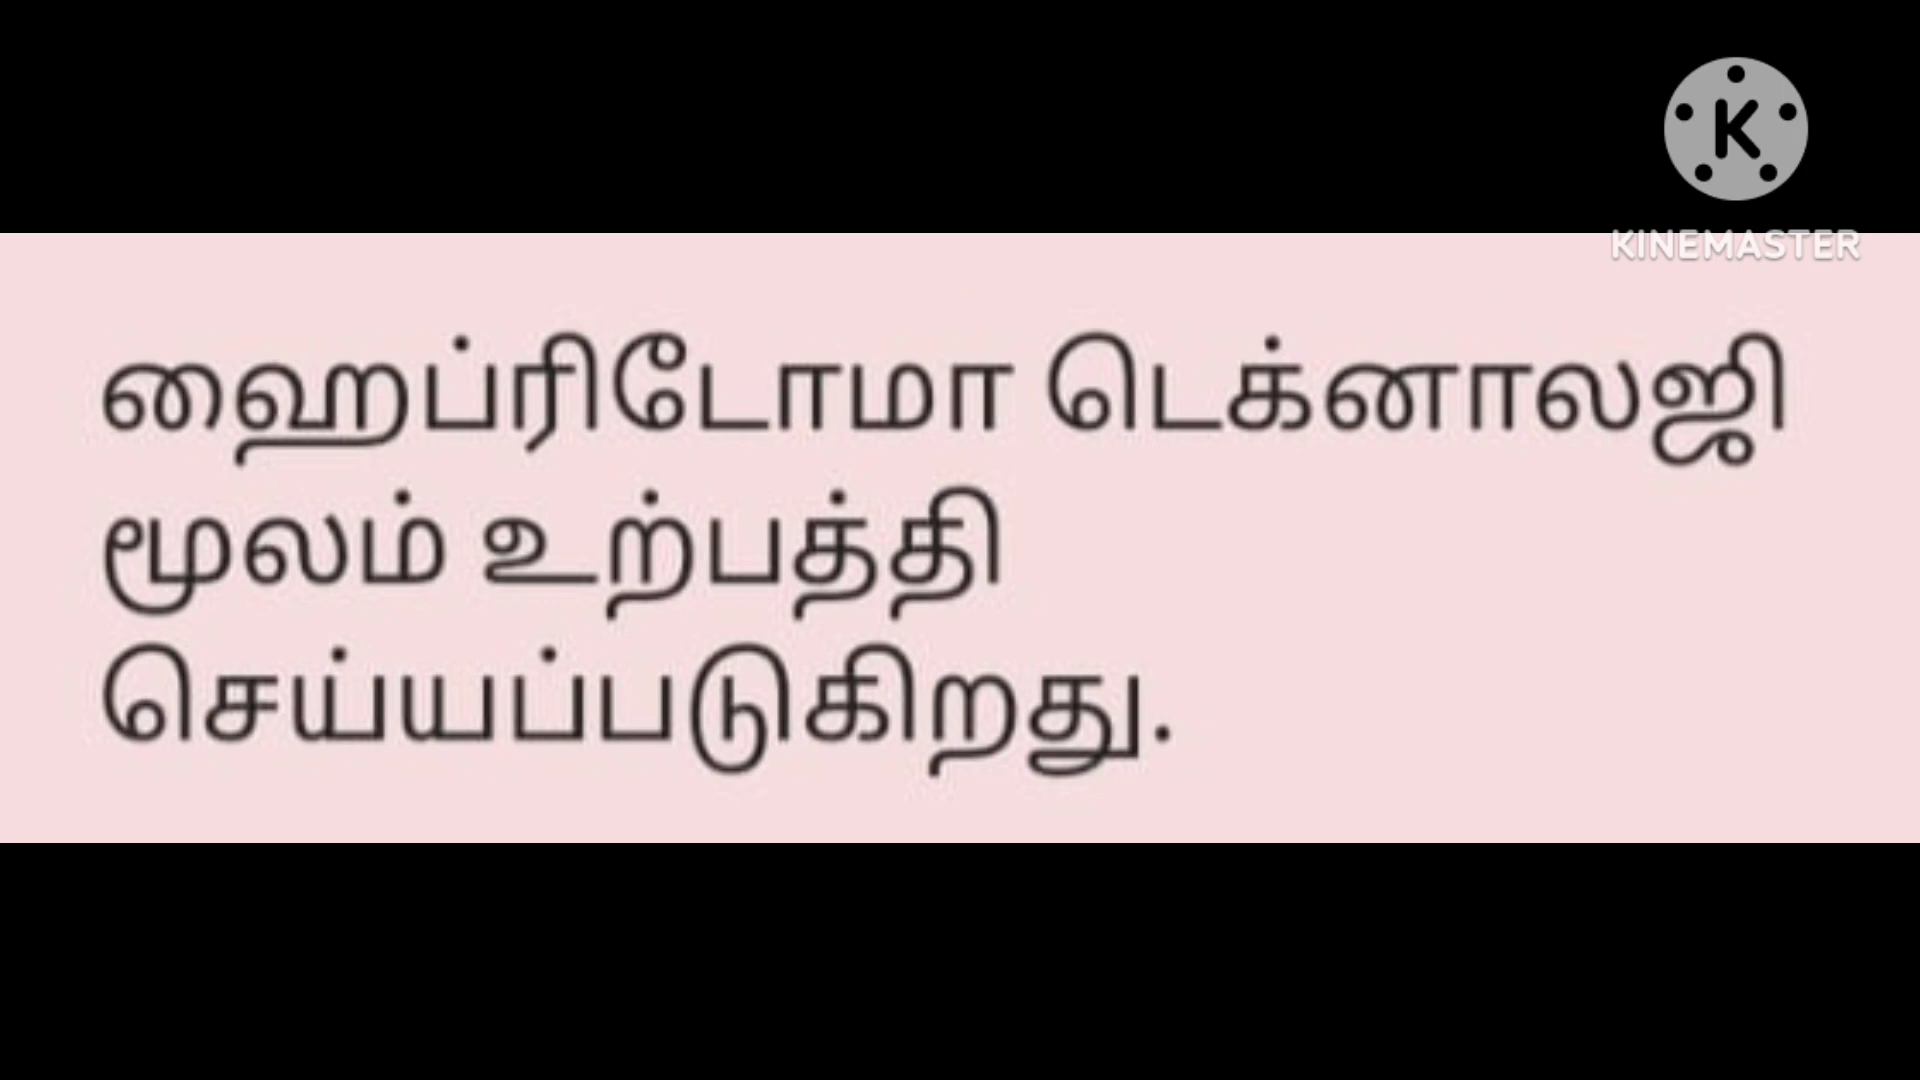 K
KINEMASTER
ஹைப்ரிடோமா டெக்னாலஜி
மூலம் உற்பத்தி
செய்யப்படுகிறது.